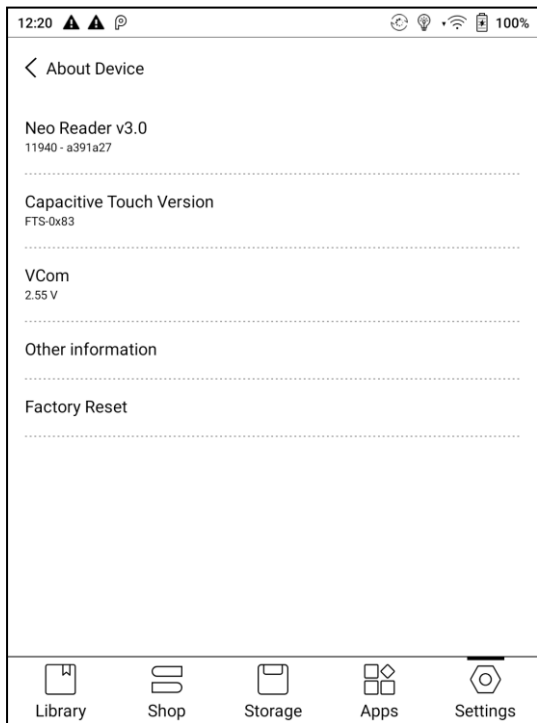 12:20 100%
About Device
Neo Reader v3.0
11940 - a391a27
Capacitive Touch Version
FTS-0x83
VCom
2.55 V
Other information
Factory Reset
Library Shop Storage Apps Settings